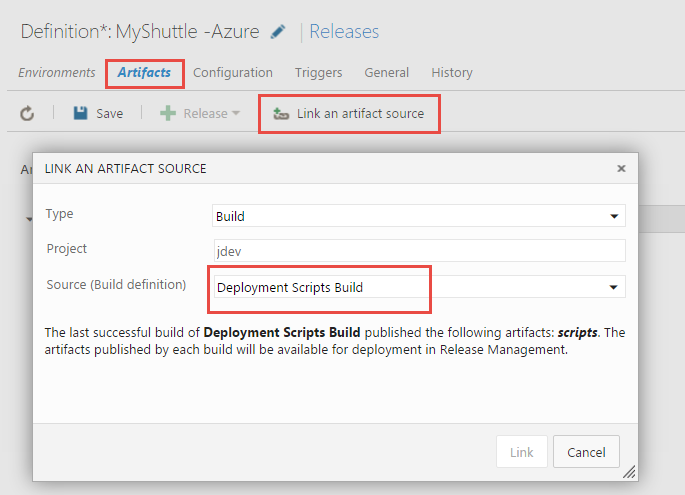 Definition*: MyShuttle -Azure | Releases
Environments Artifacts Configuration Triggers General History
Save Release Link an artifact source
Ar
LINK AN ARTIFACT SOURCE ×
Type Build
Project jdev
Source (Build definition) Deployment Scripts Build
The last successful build of Deployment Scripts Build published the following artifacts: scripts. The
artifacts published by each build will be available for deployment in Release Management.
Link Cancel